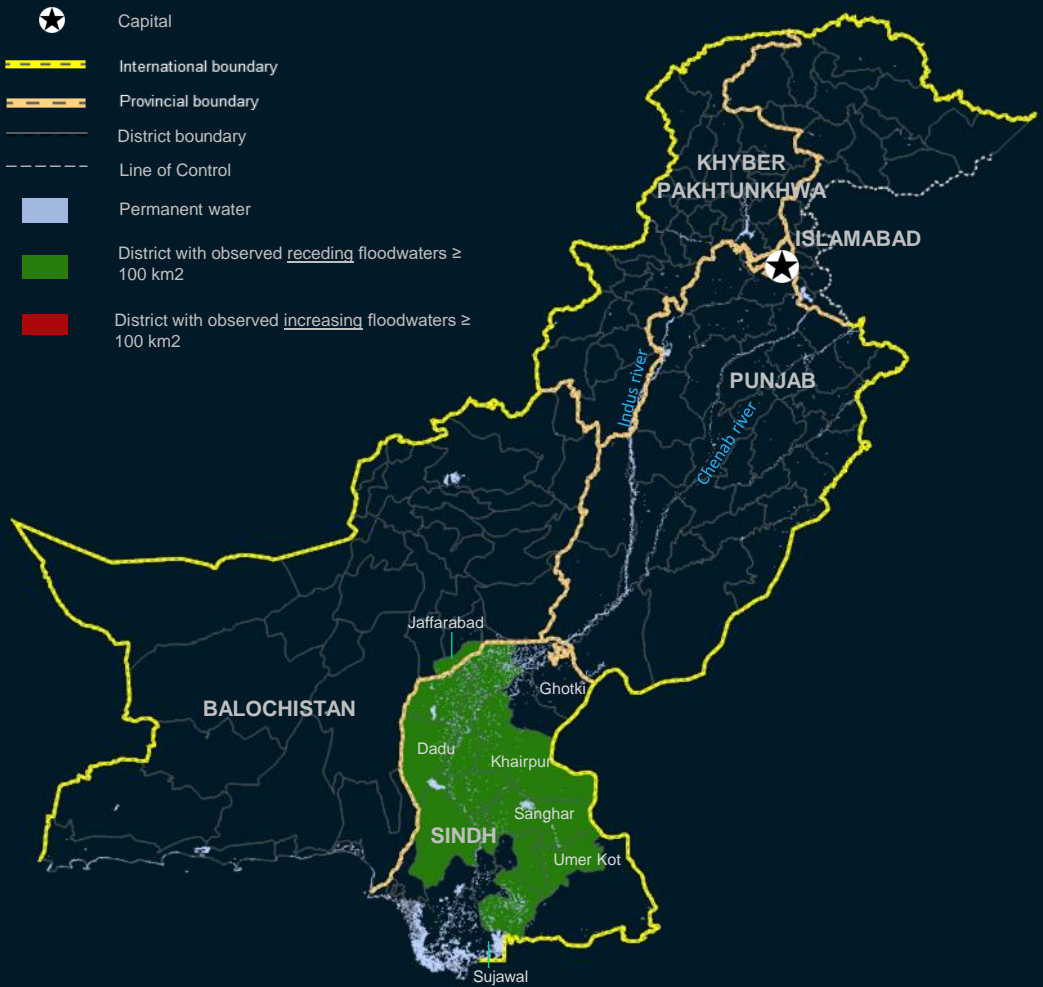 Capital
International boundary
Provincial boundary
District boundary
Line of Control
Permanent water
District with observed receding floodwaters ≥
100 km2
District with observed increasing floodwaters ≥
100 km2
KHYBER
PAKHTUNKHWA
ISLAMABAD
Indus river
PUNJAB
Chenab river
Jaffarabad
Ghotki
BALOCHISTAN
Dadu
Khairpur
Sanghar
SINDH
Umer Kot
Sujawal